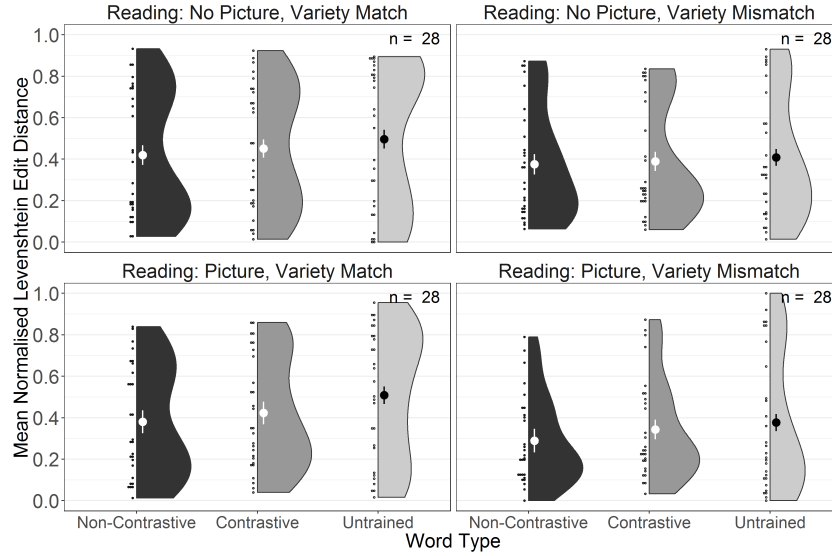 Reading: No Picture, Variety Match
Reading: No Picture, Variety Mismatch
n = 28
n = 28
1.0
0.8
0.6
0.4
0.2
0.0
Mean Normalised Levenshtein Edit Distance
Reading: Picture, Variety Match
Reading: Picture, Variety Mismatch
n = 28
n = 28
1.0
0.8
0.6
0.4
0.2
0.0
Non-Contrastive Contrastive Untrained
Non-Contrastive Contrastive Untrained
Word Type